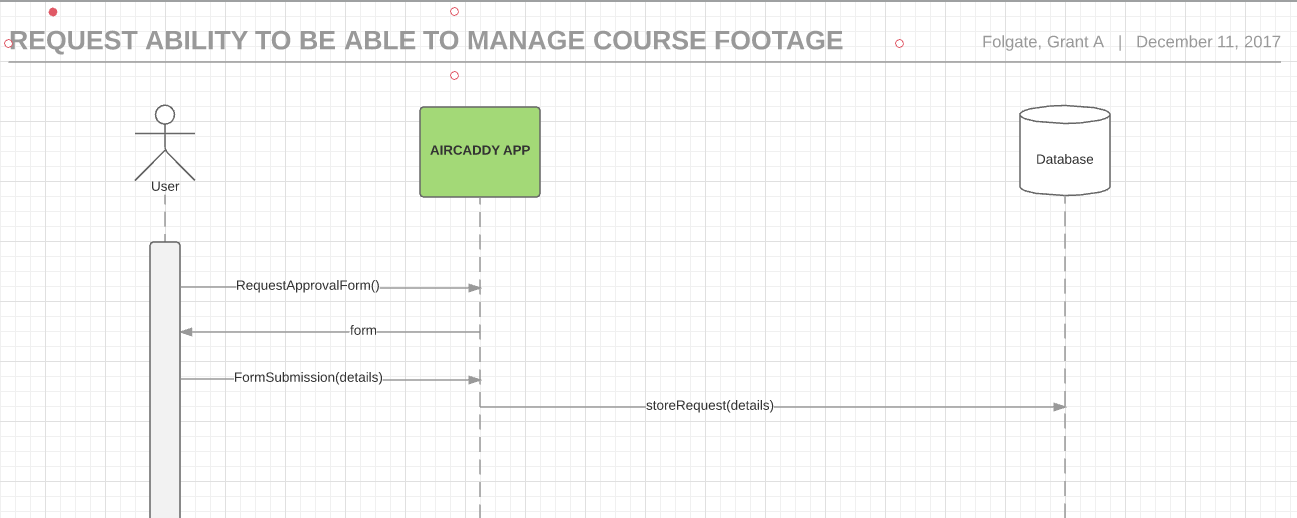 REQUEST ABILITY TO BE ABLE TO MANAGE COURSE FOOTAGE
Folgate, Grant A | December 11, 2017
User
AIRCADDY APP
Database
RequestApprovalForm()
form
FormSubmission(details)
storeRequest(details)